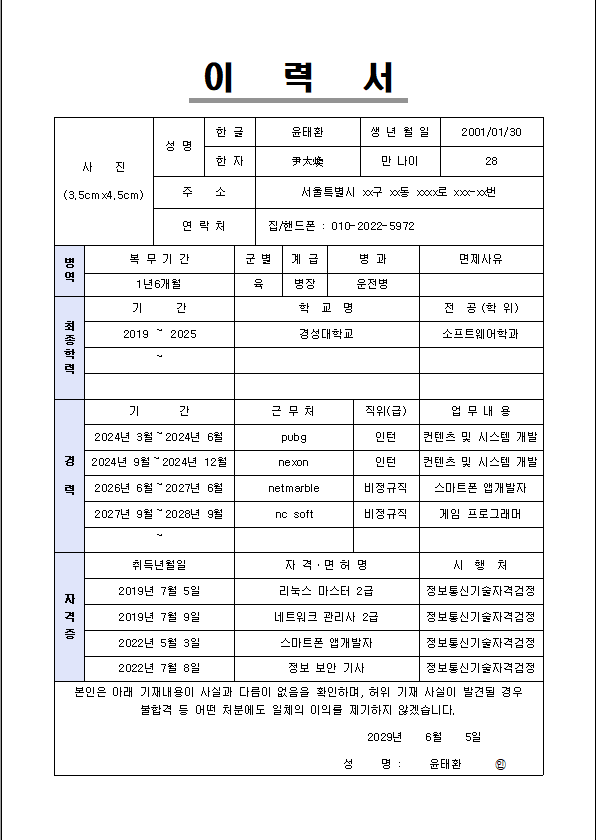 이 력 서
사 진
(3.5cmx4.5cm)
성 명 한 글 윤태환 생 년 월 일 2001/01/30
한 자 尹太煥 만 나이 28
주 소 서울특별시 xx구 xx동 xxxx로 xxx-xx번
연 락 처 집/핸드폰 : 010-2022-5972
병역
복 무 기 간 군 별 계 급 병 과 면제사유
1년6개월 육 병장 운전병
최종학력
기 간 학 교 명 전 공 (학 위)
2019 ~ 2025 경성대학교 소프트웨어학과
~
경력
기 간 근 무 처 직위(급) 업 무 내 용
2024년 3월 ~ 2024년 6월 pubg 인턴 컨텐츠 및 시스템 개발
2024년 9월 ~ 2024년 12월 nexon 인턴 컨텐츠 및 시스템 개발
2026년 6월 ~ 2027년 6월 netmarble 비정규직 스마트폰 앱개발자
2027년 9월 ~ 2028년 9월 nc soft 비정규직 게임 프로그래머
~
자격증
취득년월일 자 격 · 면 허 명 시 행 처
2019년 7월 5일 리눅스 마스터 2급 정보통신기술자격검정
2019년 7월 9일 네트워크 관리사 2급 정보통신기술자격검정
2022년 5월 3일 스마트폰 앱개발자 정보통신기술자격검정
2022년 7월 8일 정보 보안 기사 정보통신기술자격검정
본인은 아래 기재내용이 사실과 다름이 없음을 확인하며, 허위 기재 사실이 발견될 경우
불합격 등 어떤 처분에도 일체의 이의를 제기하지 않겠습니다.
2029년 6월 5일
성 명 : 윤태환 ㊞